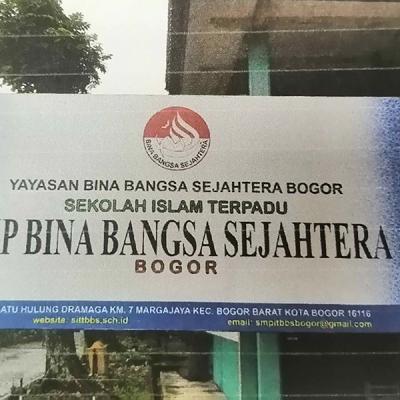 BINA BANGSA SEJAHTERA
YAYASAN BINA BANGSA SEJAHTERA BOGOR
SEKOLAH ISLAM TERPADU
P BINA BANGSA SEJAHTERA
BOGOR
ATU HULUNG DRAMAGA KM. 7 MARGAJAYA KEC. BOGOR BARAT KOTA BOGOR 16116
website: sittbbs.sch.id email: smpitbbsbogor@gmail.com